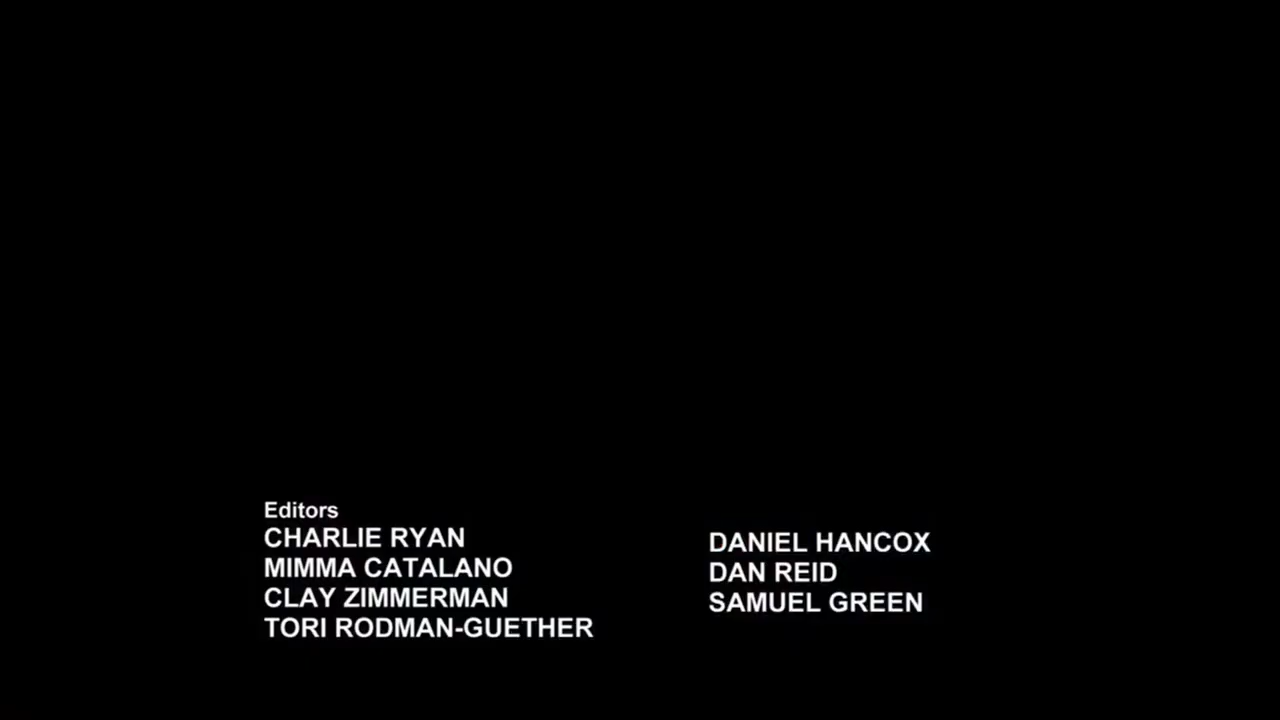 Editors
CHARLIE RYAN
MIMMA CATALANO
CLAY ZIMMERMAN
TORI RODMAN-GUETHER
DANIEL HANCOX
DAN REID
SAMUEL GREEN